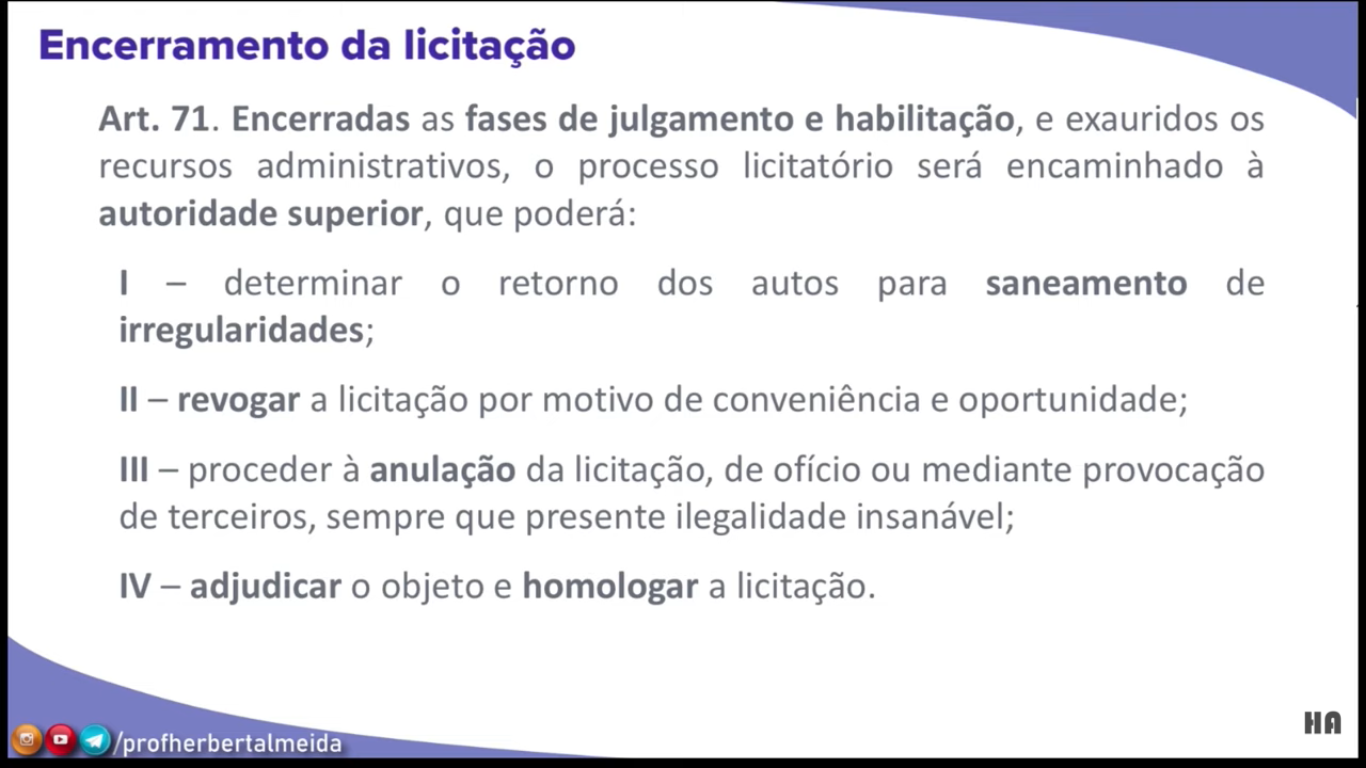 Encerramento da licitação
Art. 71. Encerradas as fases de julgamento e habilitação, e exauridos os
recursos administrativos, o processo licitatório será encaminhado à
autoridade superior, que poderá:
I – determinar o retorno dos autos para saneamento de
irregularidades;
II – revogar a licitação por motivo de conveniência e oportunidade;
III – proceder à anulação da licitação, de ofício ou mediante provocação
de terceiros, sempre que presente ilegalidade insanável;
IV – adjudicar o objeto e homologar a licitação.
/profherbertalmeida
HA